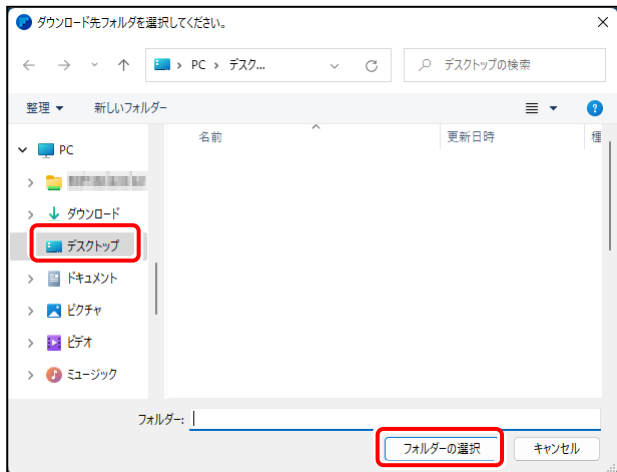 ダウンロード先フォルダを選択してください。
PC › デスク...
デスクトップの検索
整理 新しいフォルダー
名前 更新日時 種
PC
ダウンロード
デスクトップ
ドキュメント
ピクチャ
ビデオ
ミュージック
フォルダー:
フォルダーの選択 キャンセル